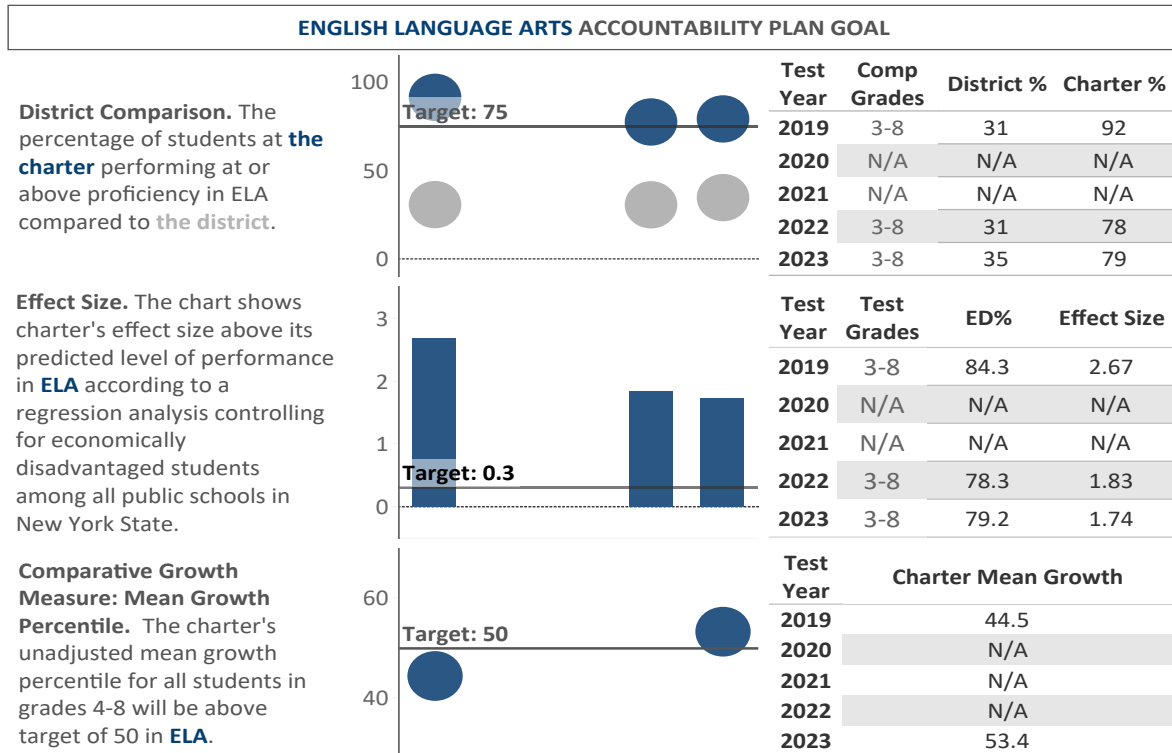 ENGLISH LANGUAGE ARTS ACCOUNTABILITY PLAN GOAL
District Comparison. The
percentage of students at the
charter performing at or
above proficiency in ELA
compared to the district.
100
Target: 75
50
0
Test Year Comp Grades District % Charter %
2019 3-8 31 92
2020 N/A N/A N/A
2021 N/A N/A N/A
2022 3-8 31 78
2023 3-8 35 79
Effect Size. The chart shows
charter's effect size above its
predicted level of performance
in ELA according to a
regression analysis controlling
for economically
disadvantaged students
among all public schools in
New York State.
3
2
1
Target: 0.3
0
Test Year Test Grades ED% Effect Size
2019 3-8 84.3 2.67
2020 N/A N/A N/A
2021 N/A N/A N/A
2022 3-8 78.3 1.83
2023 3-8 79.2 1.74
Comparative Growth
Measure: Mean Growth
Percentile. The charter's
unadjusted mean growth
percentile for all students in
grades 4-8 will be above
target of 50 in ELA.
60
Target: 50
40
Test Year Charter Mean Growth
2019 44.5
2020 N/A
2021 N/A
2022 N/A
2023 53.4